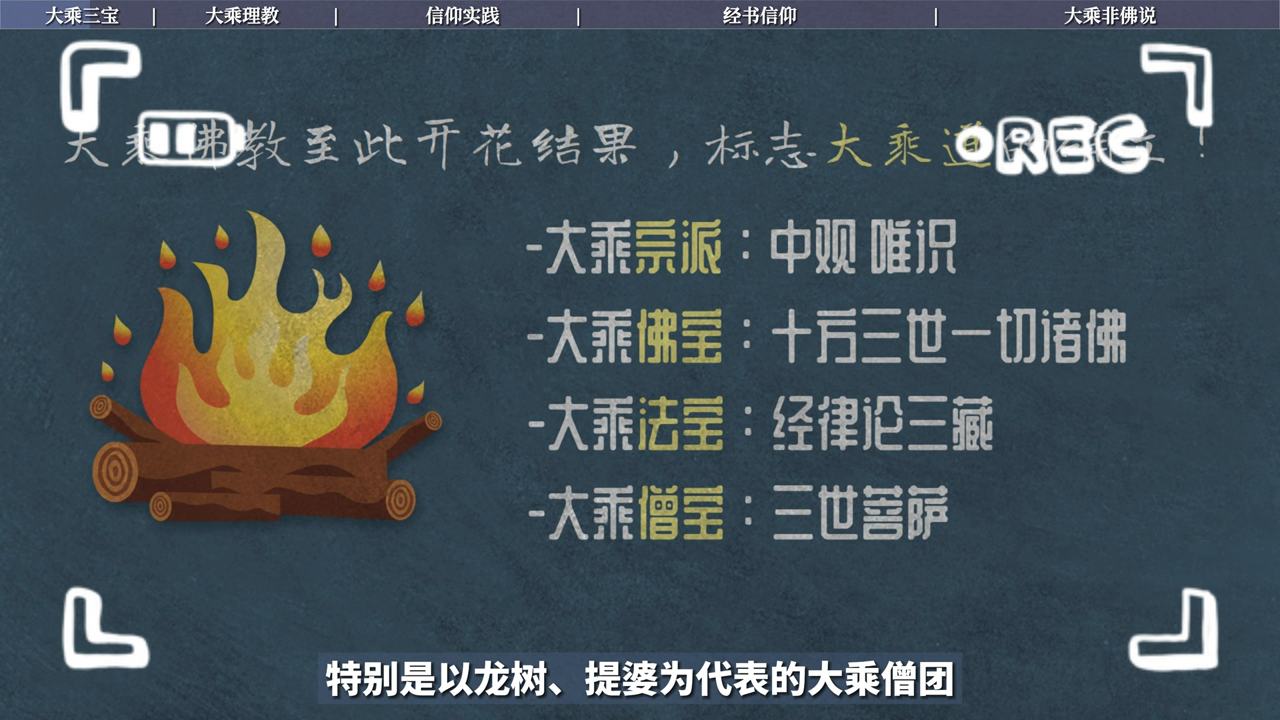 大乘三宝 | 大乘理教 | 信仰实践 | 经书信仰 | 大乘非佛说
REC
大乘佛教至此开花结果，标志大乘道
-大乘宗派：中观 唯识
-大乘佛宝：十方三世一切诸佛
-大乘法宝：经律论三藏
-大乘僧宝：三世菩萨
特别是以龙树、提婆为代表的大乘僧团